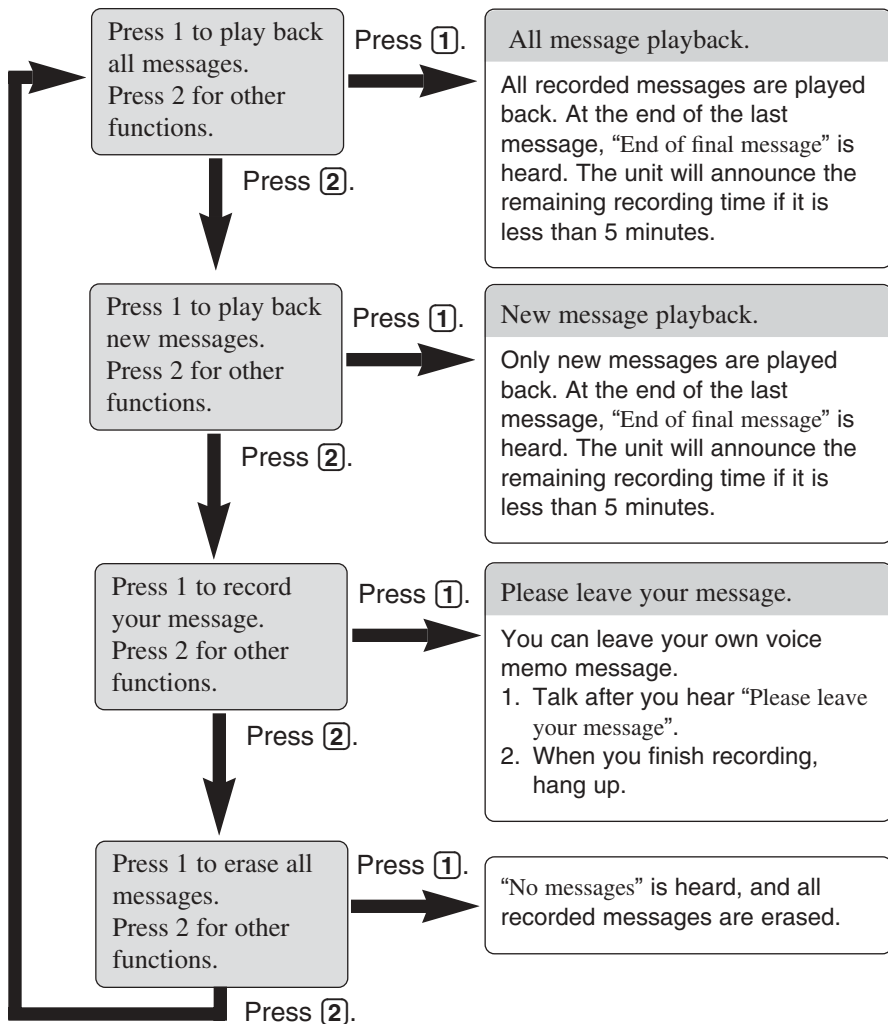 Press 1 to play back
all messages.
Press 2 for other
functions.
Press 1.
All message playback.
All recorded messages are played
back. At the end of the last
message, “End of final message” is
heard. The unit will announce the
remaining recording time if it is
less than 5 minutes.
Press 2.
Press 1 to play back
new messages.
Press 2 for other
functions.
Press 1.
New message playback.
Only new messages are played
back. At the end of the last
message, “End of final message” is
heard. The unit will announce the
remaining recording time if it is
less than 5 minutes.
Press 2.
Press 1 to record
your message.
Press 2 for other
functions.
Press 1.
Please leave your message.
You can leave your own voice
memo message.
1. Talk after you hear “Please leave
your message”.
2. When you finish recording,
hang up.
Press 2.
Press 1 to erase all
messages.
Press 2 for other
functions.
Press 1.
“No messages” is heard, and all
recorded messages are erased.
Press 2.